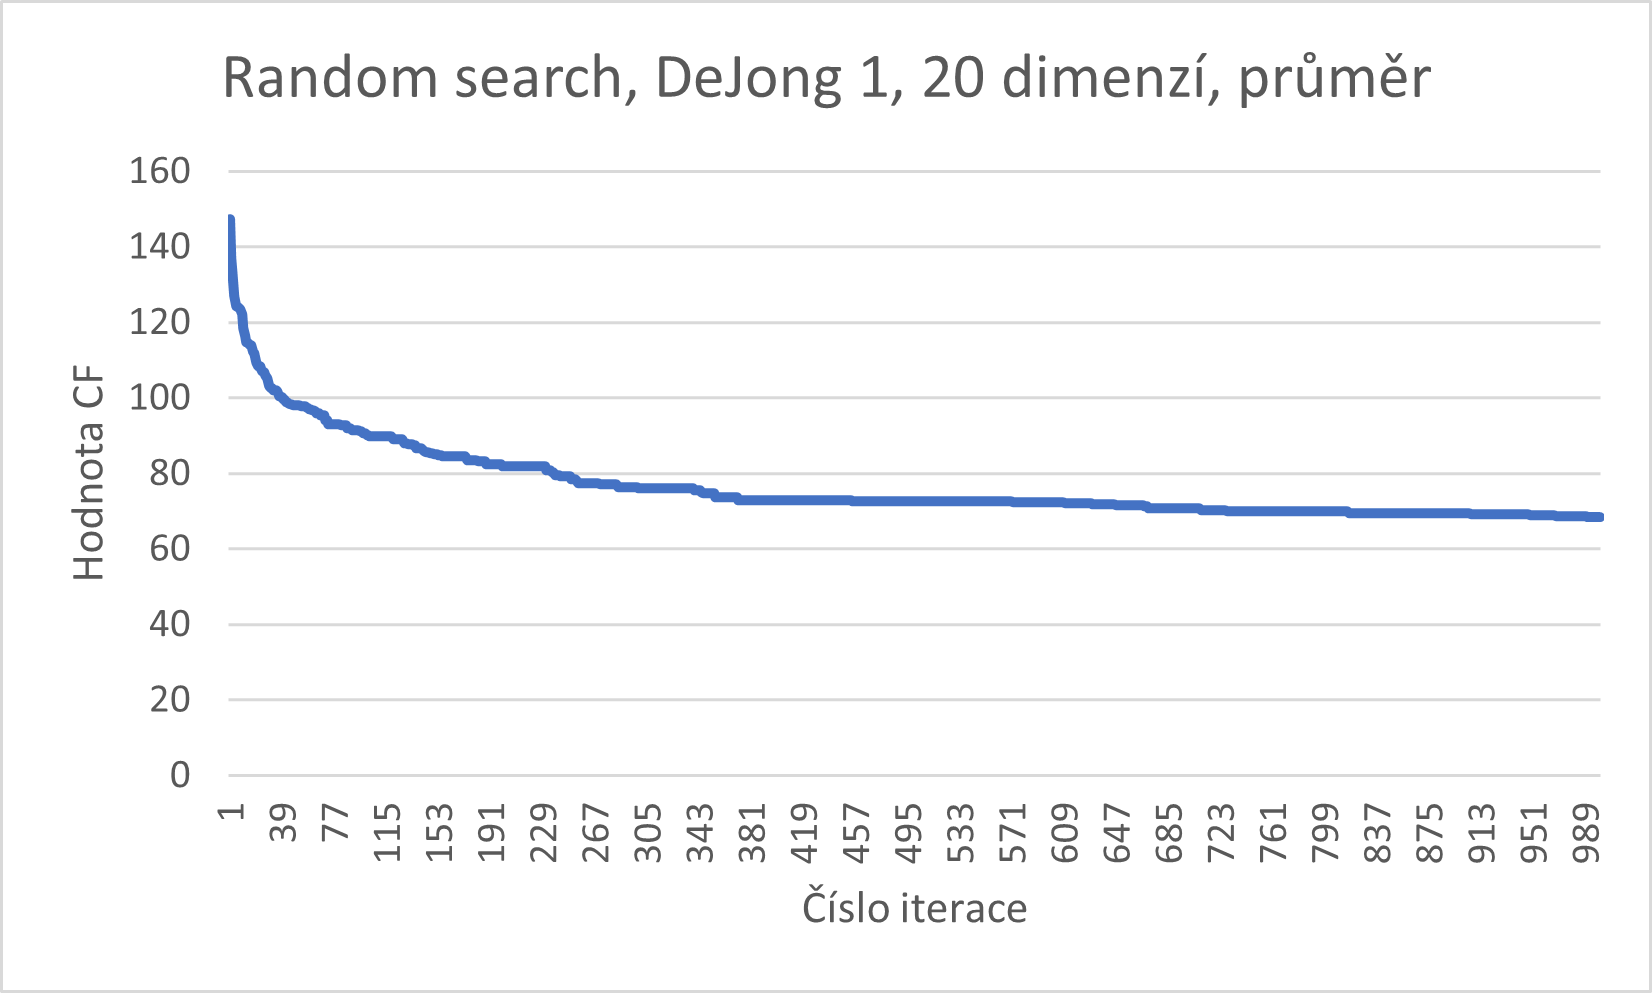 Random search, DeJong 1, 20 dimenzí, průměr
160
140
120
100
80
60
40
20
0
Hodnota CF
1 39 77 115 153 191 229 267 305 343 381 419 457 495 533 571 609 647 685 723 761 799 837 875 913 951 989
Číslo iterace